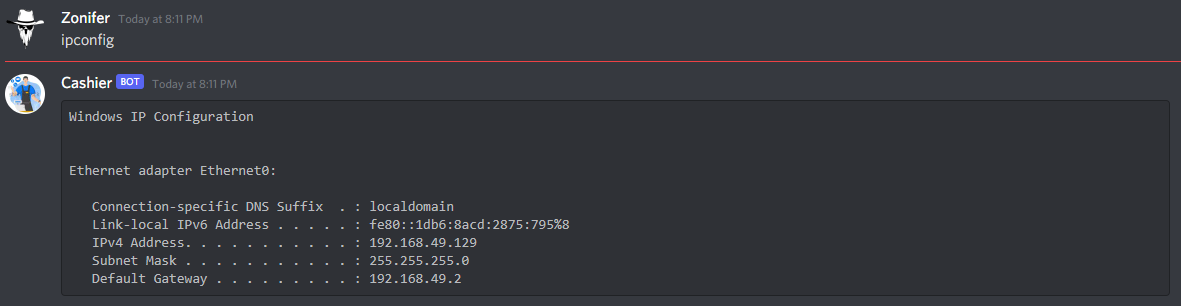 Zonifer Today at 8:11 PM
ipconfig
Cashier BOT Today at 8:11 PM
Windows IP Configuration
Ethernet adapter Ethernet0:
Connection-specific DNS Suffix . : localdomain
Link-local IPv6 Address . . . . . : fe80::1db6:8acd:2875:795%8
IPv4 Address. . . . . . . . . . . : 192.168.49.129
Subnet Mask . . . . . . . . . . . : 255.255.255.0
Default Gateway . . . . . . . . . : 192.168.49.2